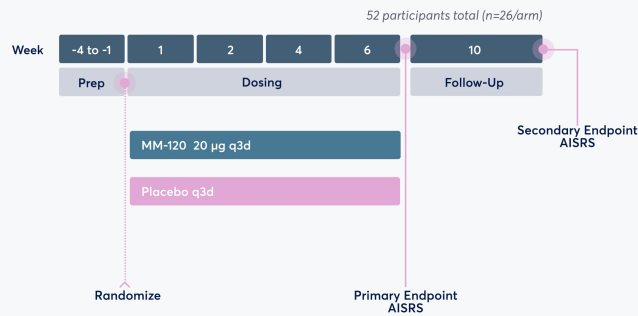 52 participants total (n=26/arm)
Week -4 to -1 1 2 4 6 10
Prep Dosing Follow-Up
Secondary Endpoint
AISRS
MM-120 20 µg q3d
Placebo q3d
Randomize
Primary Endpoint
AISRS